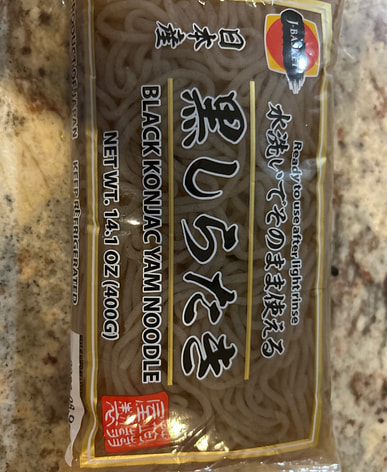 J-BASKET
Ready to use after light rinse
水洗いでそのまま使える
黒しらたき
BLACK KONJAC YAM NOODLE
日本産
NET WT. 14.1 OZ (400G)
KEEP REFRIGERATED